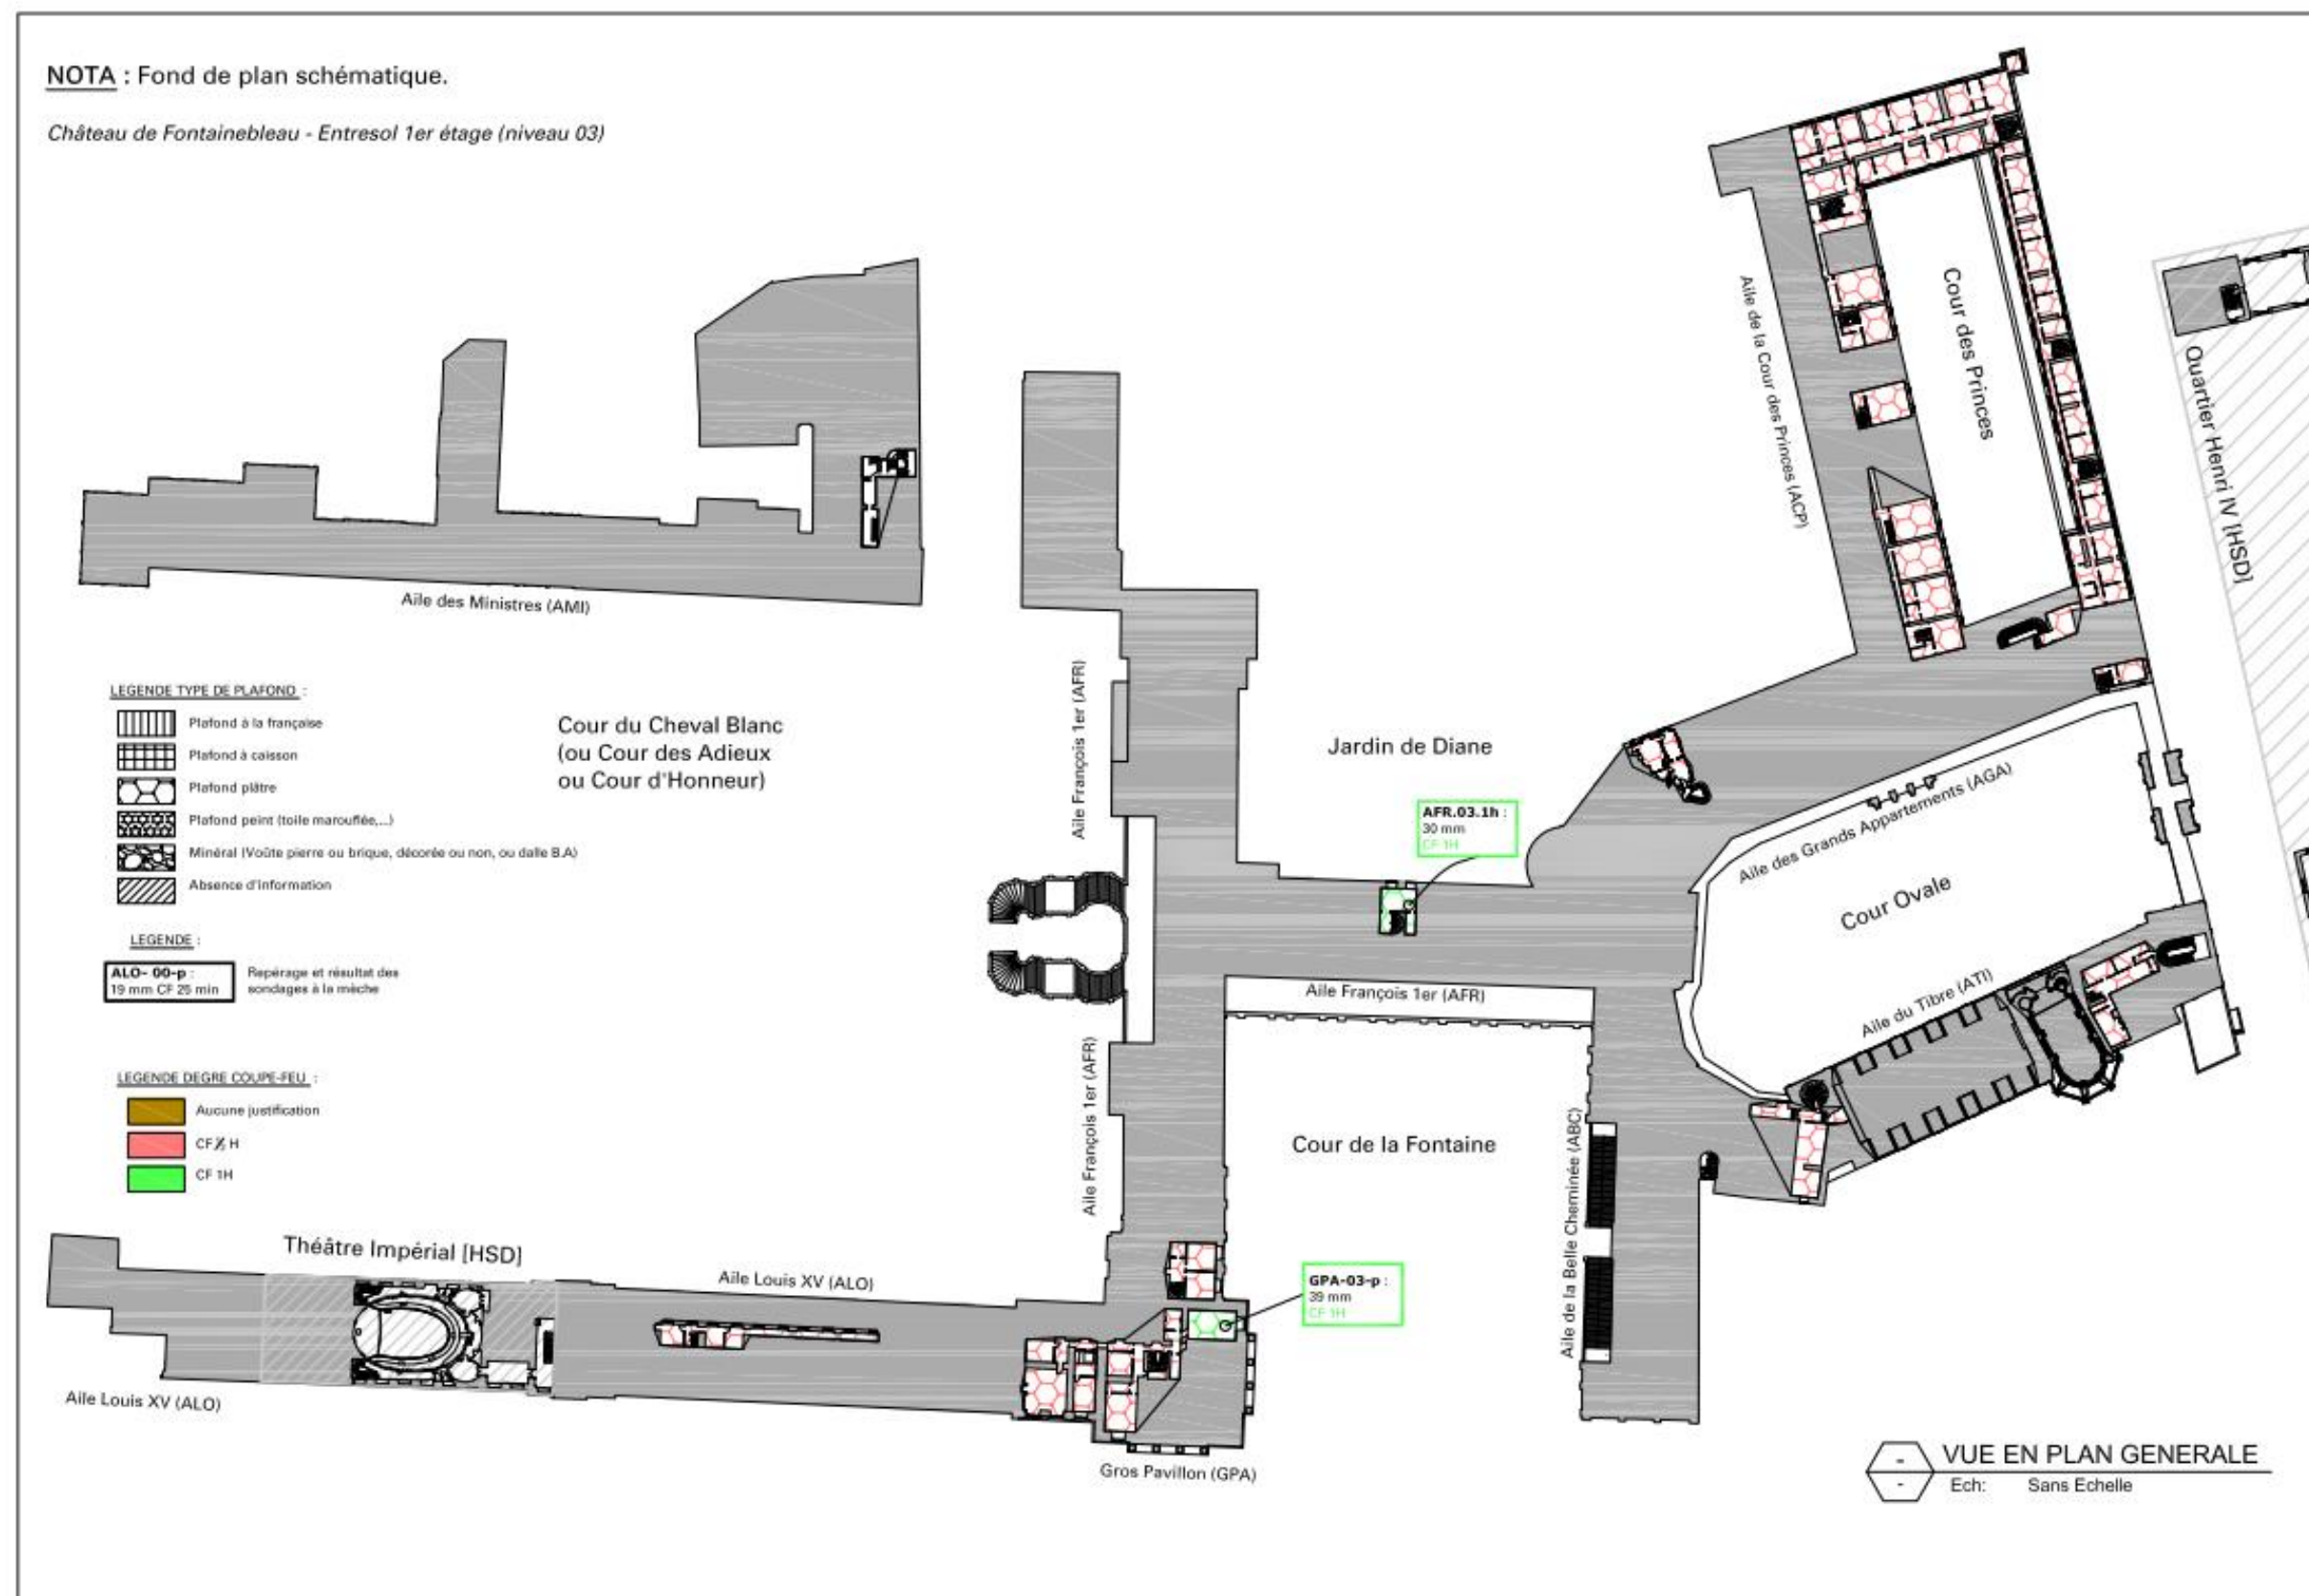 NOTA : Fond de plan schématique.
Château de Fontainebleau - Entresol 1er étage (niveau 03)
Aile de la Cour des Princes (ACP)
Cour des Princes
Quartier Henri IV [HSD]
Aile des Ministres (AMI)
LEGENDE TYPE DE PLAFOND :
Plafond à la française
Plafond à caisson
Plafond plâtre
Plafond peint (toile marouflée,...)
Minéral (Voûte pierre ou brique, décorée ou non, ou dalle B.A)
Absence d'information
Cour du Cheval Blanc
(ou Cour des Adieux
ou Cour d'Honneur)
Aile François 1er (AFR)
Jardin de Diane
AFR.03.1h :
30 mm
CF 1H
Aile des Grands Appartements (AGA)
Cour Ovale
LEGENDE :
ALO- 00-p :
19 mm CF 25 min
Repérage et résultat des
sondages à la mèche
Aile François 1er (AFR)
Aile du Tibre (ATI)
LEGENDE DEGRE COUPE-FEU :
Aucune justification
CF ½ H
CF 1H
Aile François 1er (AFR)
Cour de la Fontaine
Aile de la Belle Cheminée (ABC)
Théâtre Impérial [HSD]
Aile Louis XV (ALO)
GPA-03-p :
39 mm
CF 1H
Aile Louis XV (ALO)
Gros Pavillon (GPA)
-
-
VUE EN PLAN GENERALE
Ech: Sans Echelle